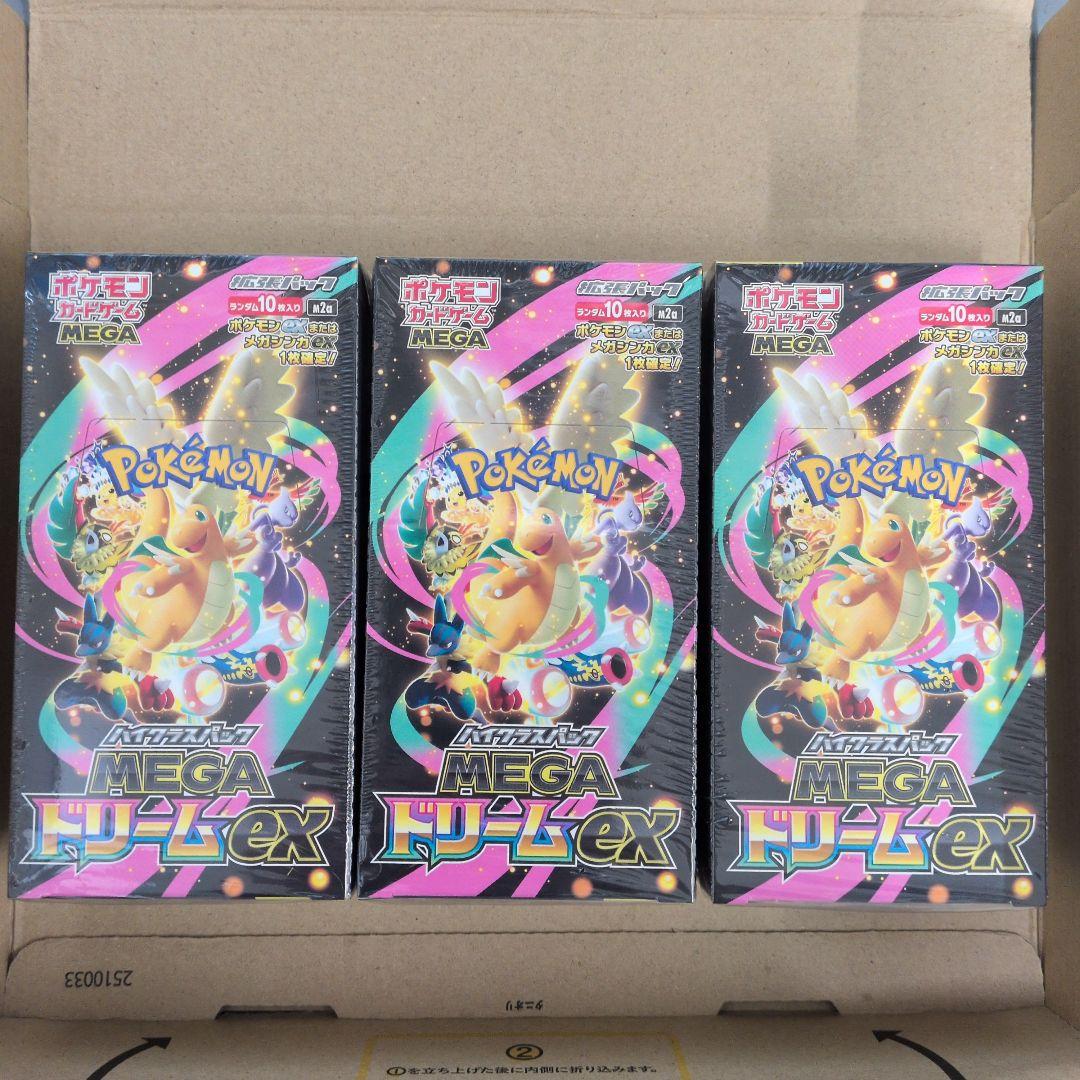 ポケモン
カードゲーム
MEGA
拡張パック
ランダム10枚入り M2a
ポケモンexまたは
メガシンカex
1枚確定!
POKéMON
ハイクラスパック
MEGA
ドリームex
ポケモン
カードゲーム
MEGA
拡張パック
ランダム10枚入り M2a
ポケモンexまたは
メガシンカex
1枚確定!
POKéMON
ハイクラスパック
MEGA
ドリームex
ポケモン
カードゲーム
MEGA
拡張パック
ランダム10枚入り M2a
ポケモンexまたは
メガシンカex
1枚確定!
POKéMON
TM
ハイクラスパック
MEGA
ドリームex
2510033
タニオリ
②
①を立ち上げた後に内側に折り込みます。